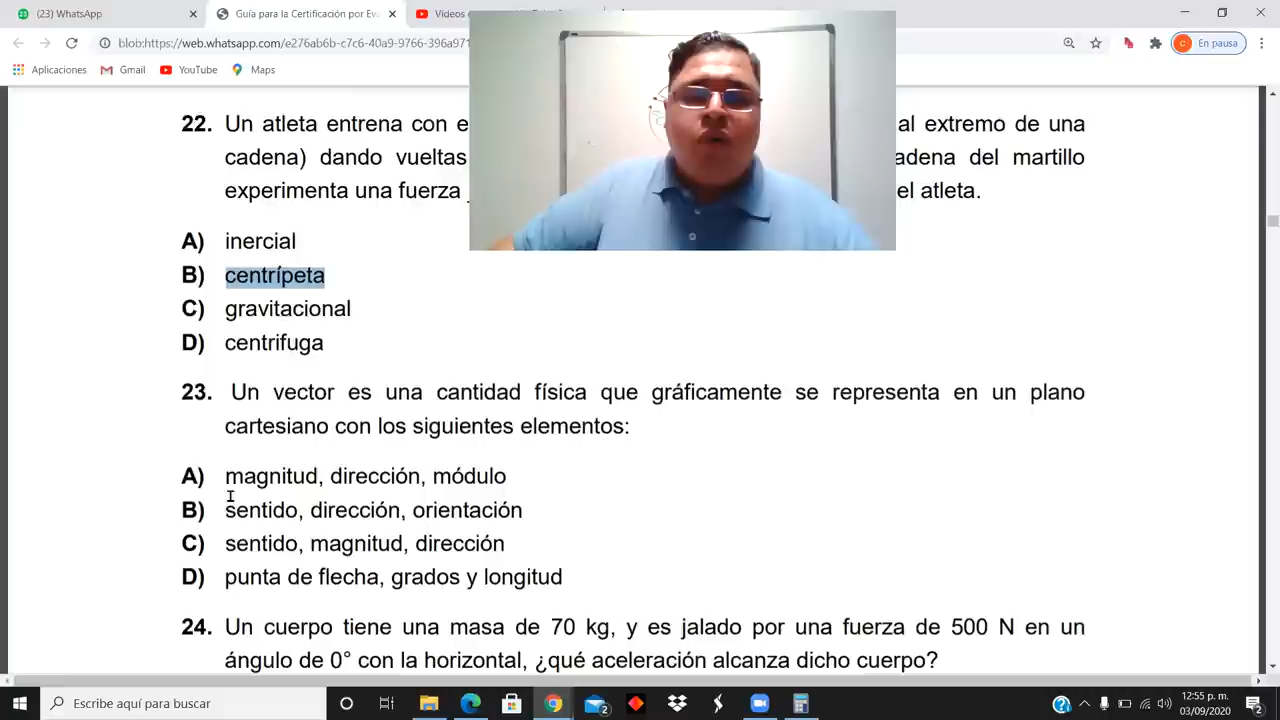 (23) WhatsApp
Guía para la Certificación por Ev
Vídeos
blob:https://web.whatsapp.com/e276ab6b-c7c6-40a9-9766-396a971
En pausa
Aplicaciones
Gmail
YouTube
Maps
22. Un atleta entrena con e al extremo de una
cadena) dando vueltas adena del martillo
experimenta una fuerza el atleta.
A) inercial
B) centrípeta
C) gravitacional
D) centrifuga
23. Un vector es una cantidad física que gráficamente se representa en un plano
cartesiano con los siguientes elementos:
A) magnitud, dirección, módulo
B) sentido, dirección, orientación
C) sentido, magnitud, dirección
D) punta de flecha, grados y longitud
24. Un cuerpo tiene una masa de 70 kg, y es jalado por una fuerza de 500 N en un
ángulo de 0° con la horizontal, ¿qué aceleración alcanza dicho cuerpo?
Escribe aquí para buscar
2
12:55 p. m.
03/09/2020
2